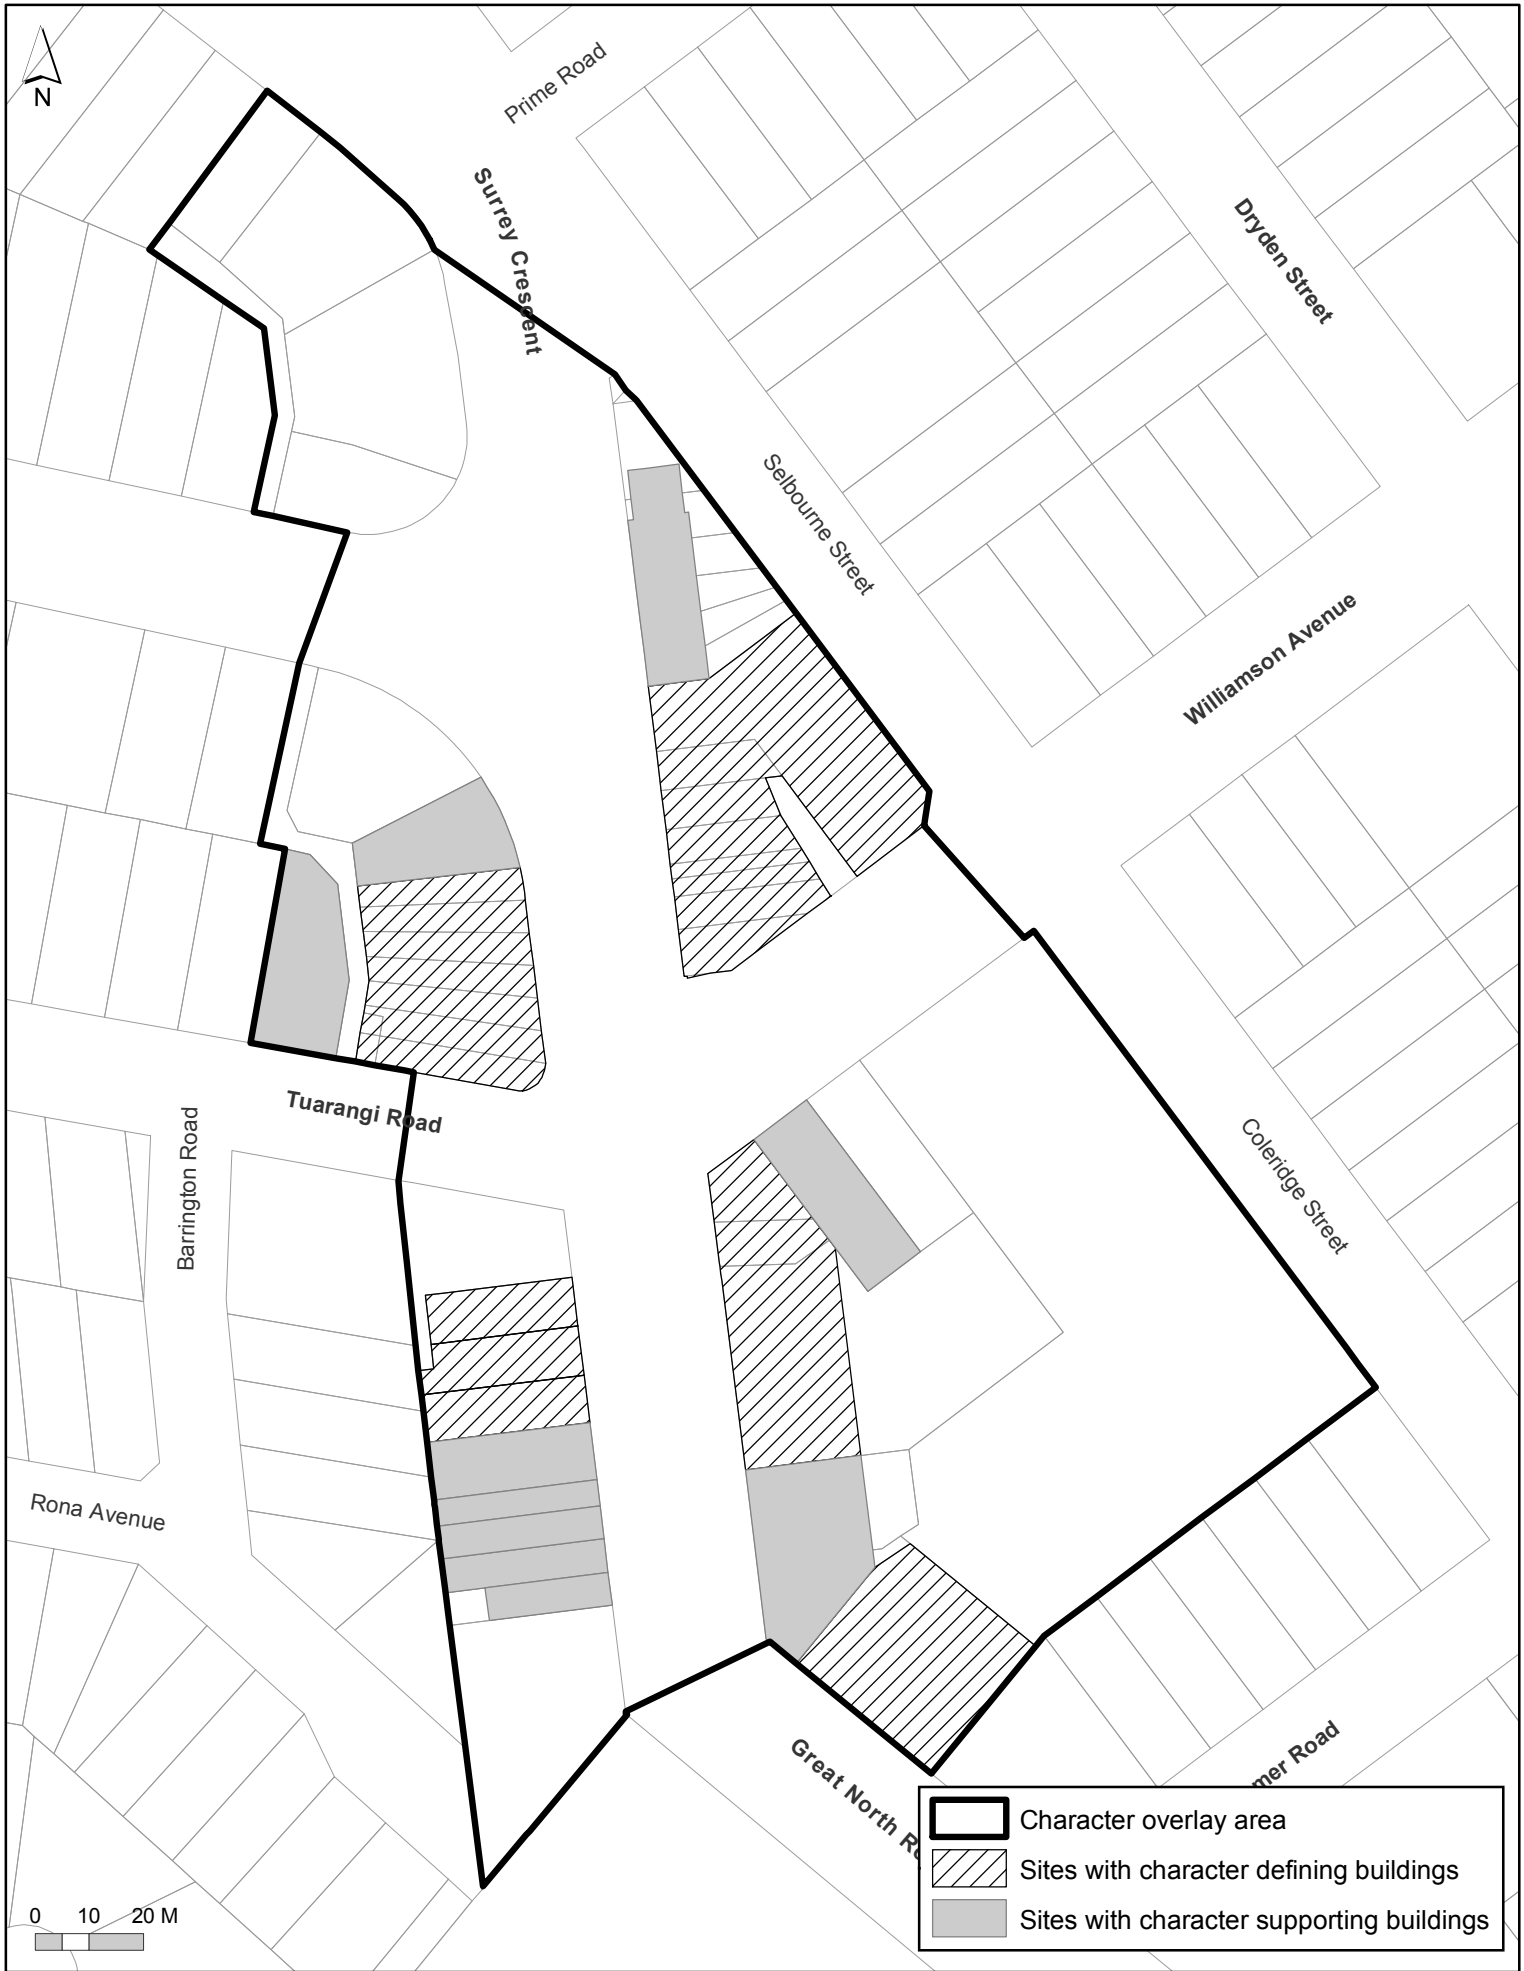 N
Prime Road
Surrey Crescent
Dryden Street
Selbourne Street
Williamson Avenue
Tuarangi Road
Barrington Road
Coleridge Street
Rona Avenue
Great North
mer Road
Character overlay area
Sites with character defining buildings
Sites with character supporting buildings
0 10 20 M